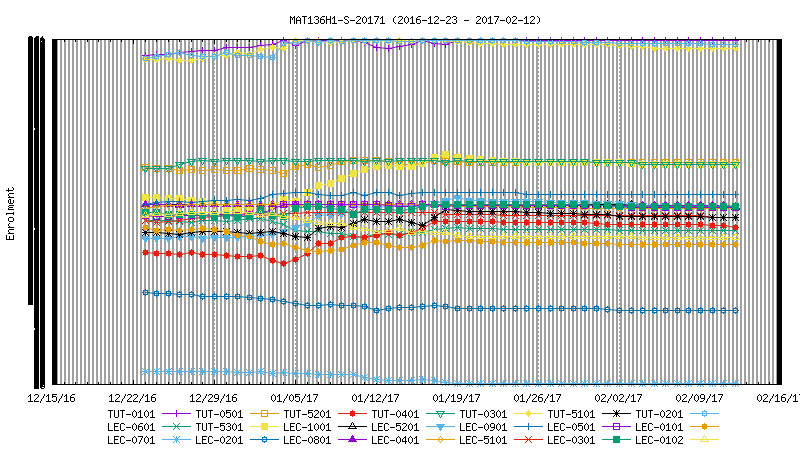 MAT136H1-S-20171 (2016-12-23 - 2017-02-12)
Enrolment
12/15/16 12/22/16 12/29/16 01/05/17 01/12/17 01/19/17 01/26/17 02/02/17 02/09/17 02/16/17
TUT-0101 TUT-0501 TUT-5201 TUT-0401 TUT-0301 TUT-5101 TUT-0201
LEC-0601 TUT-5301 LEC-1001 LEC-5201 LEC-0901 LEC-0501 LEC-0101
LEC-0701 LEC-0201 LEC-0801 LEC-0401 LEC-5101 LEC-0301 LEC-0102